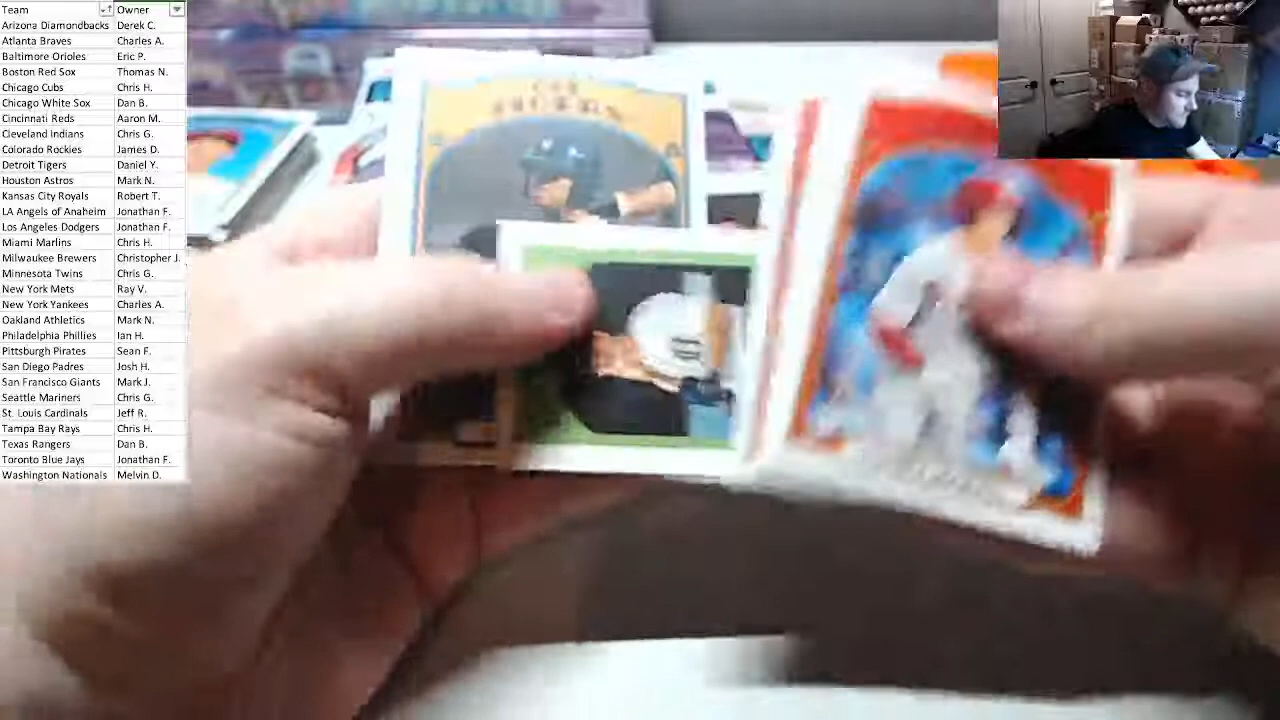 Team Owner
Arizona Diamondbacks Derek C.
Atlanta Braves Charles A.
Baltimore Orioles Eric P.
Boston Red Sox Thomas N.
Chicago Cubs Chris H.
Chicago White Sox Dan B.
Cincinnati Reds Aaron M.
Cleveland Indians Chris G.
Colorado Rockies James D.
Detroit Tigers Daniel Y.
Houston Astros Mark N.
Kansas City Royals Robert T.
LA Angels of Anaheim Jonathan F.
Los Angeles Dodgers Jonathan F.
Miami Marlins Chris H.
Milwaukee Brewers Christopher J.
Minnesota Twins Chris G.
New York Mets Ray V.
New York Yankees Charles A.
Oakland Athletics Mark N.
Philadelphia Phillies Ian H.
Pittsburgh Pirates Sean F.
San Diego Padres Josh H.
San Francisco Giants Mark J.
Seattle Mariners Chris G.
St. Louis Cardinals Jeff R.
Tampa Bay Rays Chris H.
Texas Rangers Dan B.
Toronto Blue Jays Jonathan F.
Washington Nationals Melvin D.